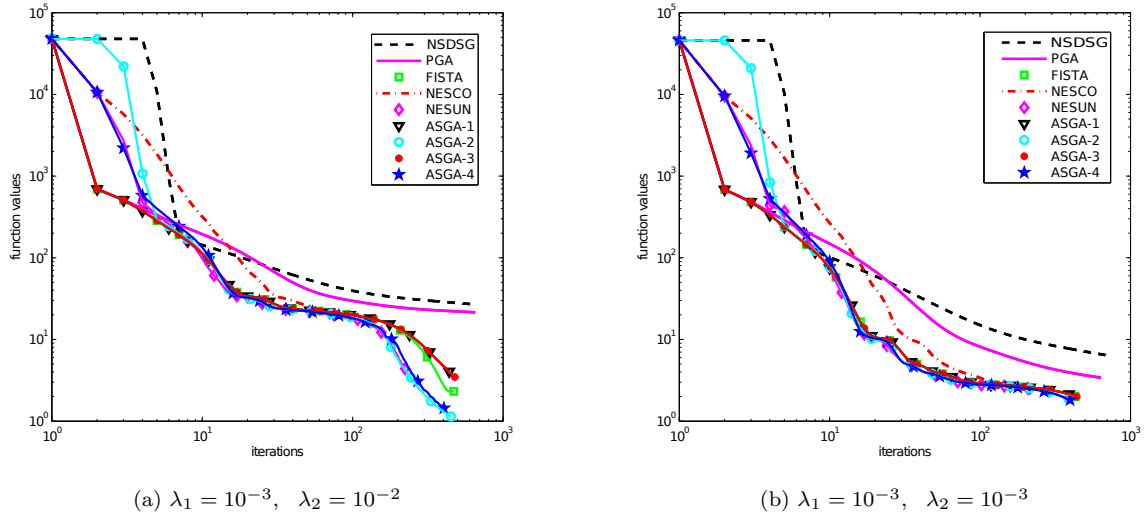 10^5
10^4
10^3
10^2
10^1
10^0
function values
10^0 10^1 10^2 10^3
iterations
NSDSG
PGA
FISTA
NESCO
NESUN
ASGA-1
ASGA-2
ASGA-3
ASGA-4
(a) λ₁ = 10⁻³, λ₂ = 10⁻²
10^5
10^4
10^3
10^2
10^1
10^0
function values
10^0 10^1 10^2 10^3
iterations
NSDSG
PGA
FISTA
NESCO
NESUN
ASGA-1
ASGA-2
ASGA-3
ASGA-4
(b) λ₁ = 10⁻³, λ₂ = 10⁻³